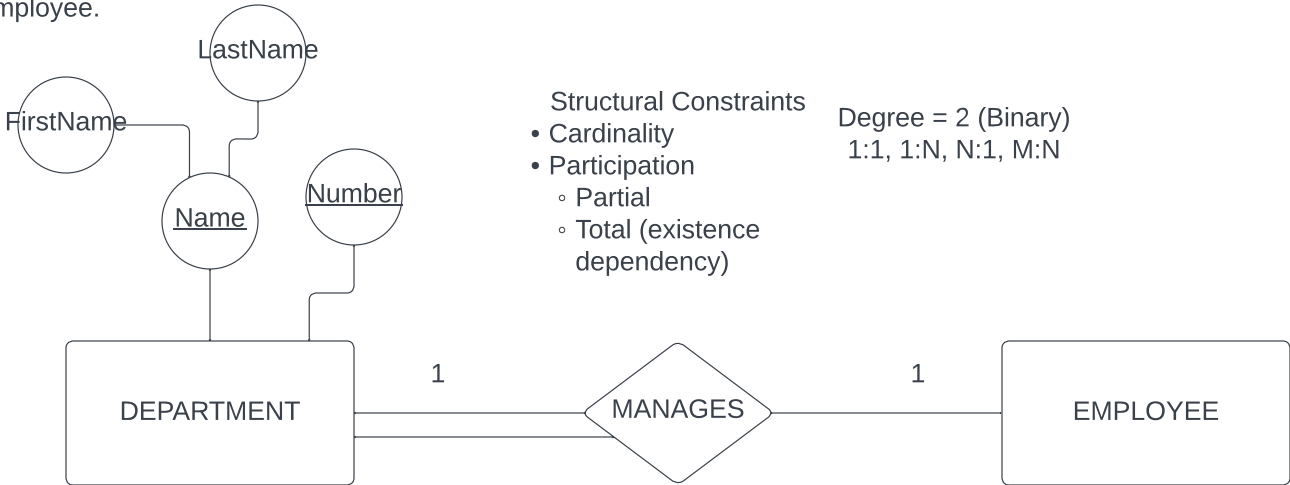 mployee.
LastName
FirstName
Name
Number
Structural Constraints
• Cardinality
• Participation
◦ Partial
◦ Total (existence
dependency)
Degree = 2 (Binary)
1:1, 1:N, N:1, M:N
1
1
DEPARTMENT
MANAGES
EMPLOYEE